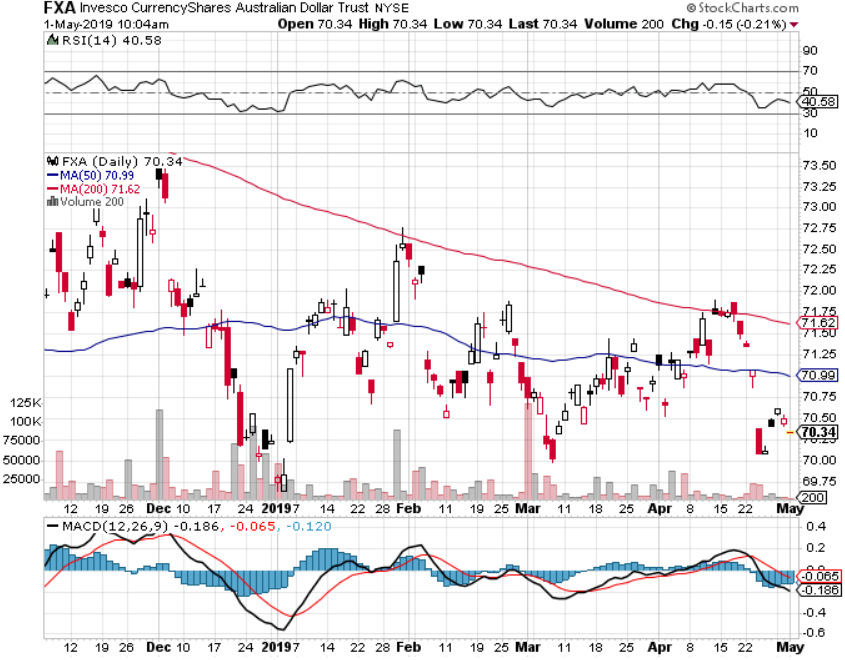 FXA Invesco CurrencyShares Australian Dollar Trust NYSE © StockCharts.com
1-May-2019 10:04am Open 70.34 High 70.34 Low 70.34 Last 70.34 Volume 200 Chg -0.15 (-0.21%)
RSI(14) 40.58
90
70
50
40.58
30
10
FXA (Daily) 70.34
MA(50) 70.99
MA(200) 71.62
Volume 200
73.50
73.25
73.00
72.75
72.50
72.25
72.00
71.75
71.62
71.50
71.25
70.99
70.75
70.50
70.34
70.25
70.00
69.75
200
125K
100K
75000
50000
25000
12 19 26 Dec 10 17 24 2019 7 14 22 28 Feb 11 19 25 Mar 11 18 25 Apr 8 15 22 May
MACD(12,26,9) -0.186, -0.065, -0.120
0.4
0.2
0.0
-0.065
-0.186
-0.4
-0.6
12 19 26 Dec 10 17 24 2019 7 14 22 28 Feb 11 19 25 Mar 11 18 25 Apr 8 15 22 May